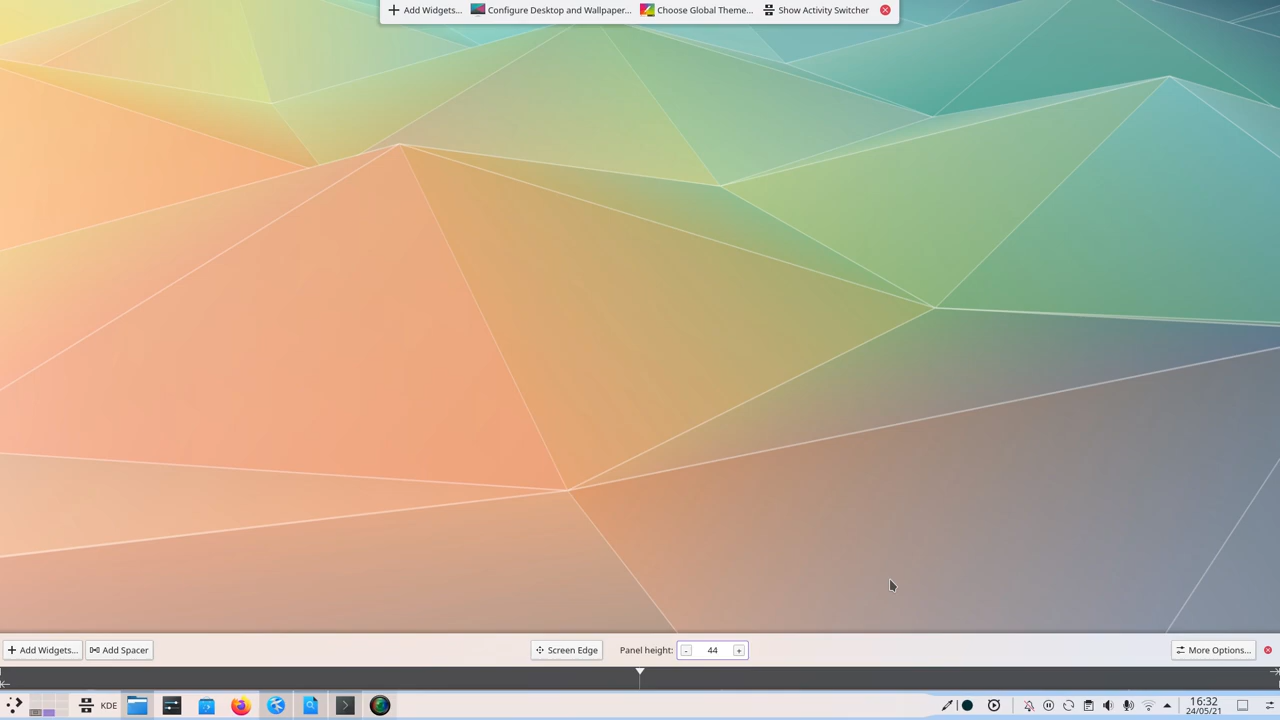 Add Widgets...
Configure Desktop and Wallpaper...
Choose Global Theme...
Show Activity Switcher
Add Widgets...
Add Spacer
Screen Edge
Panel height:
- 44 +
More Options...
KDE
16:32
24/05/21